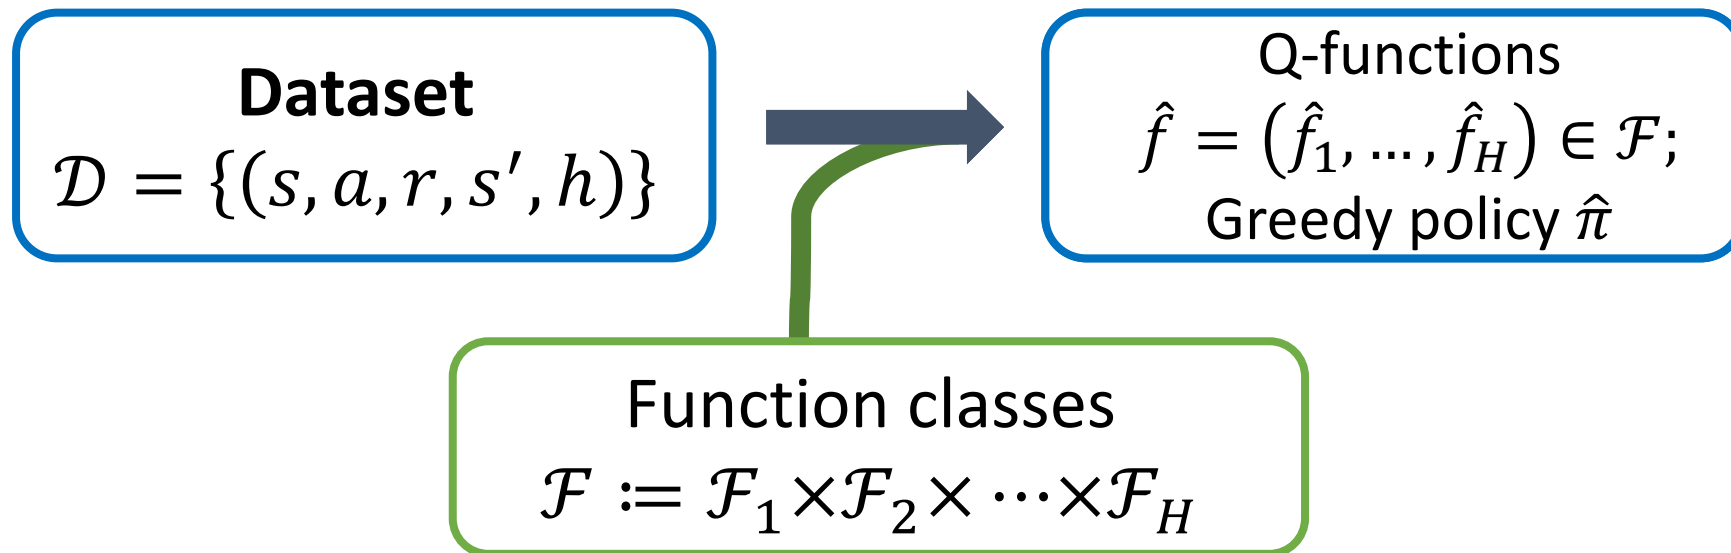 Dataset
𝒟 = {(s, a, r, s′, h)}
Q-functions
f̂ = (f̂₁, … , f̂_H) ∈ ℱ;
Greedy policy π̂
Function classes
ℱ ≔ ℱ₁×ℱ₂× ⋯×ℱ_H